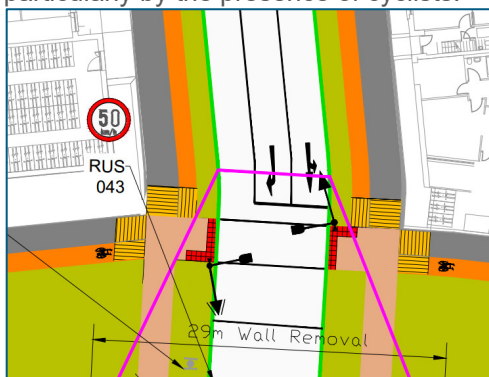 particularly by the presence of cyclists.
50
km/h
RUS
043
29m Wall Removal